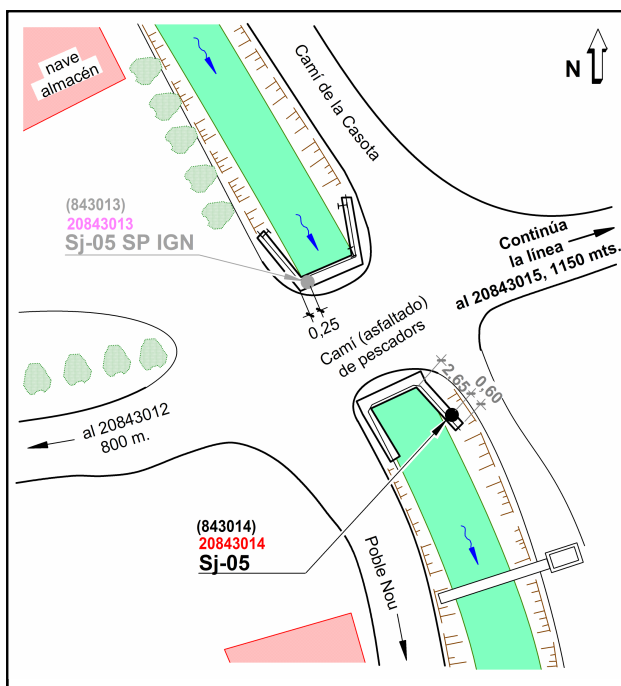 nave
almacén
Camí de la Casota
N
(843013)
20843013
Sj-05 SP IGN
Continúa
la línea
al 20843015, 1150 mts.
0,25
Camí (asfaltado)
de pescadors
2,65
0,60
al 20843012
800 m.
(843014)
20843014
Sj-05
Poble Nou